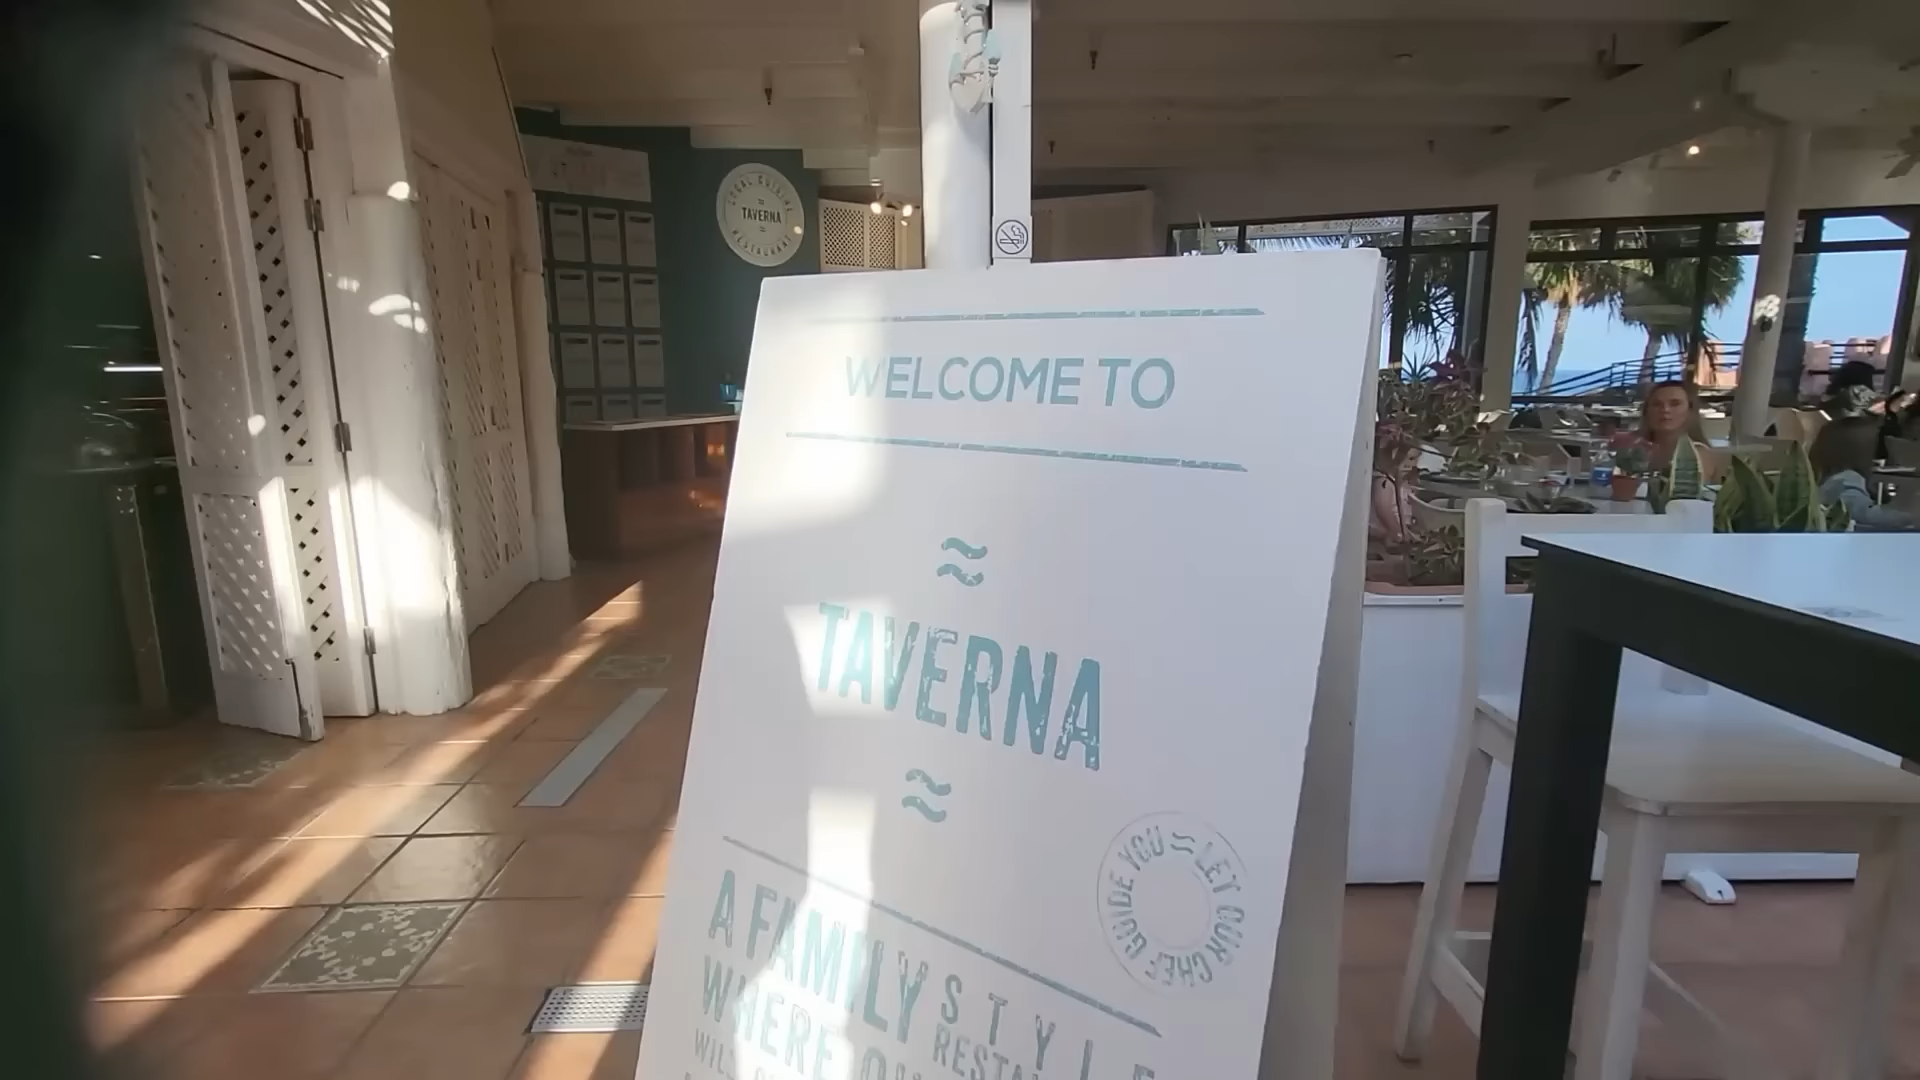 LOCAL CUISINE
TAVERNA
RESTAURANT
WELCOME TO
TAVERNA
LET OUR CHEF GUIDE YOU
A FAMILY STYLE
WHERE